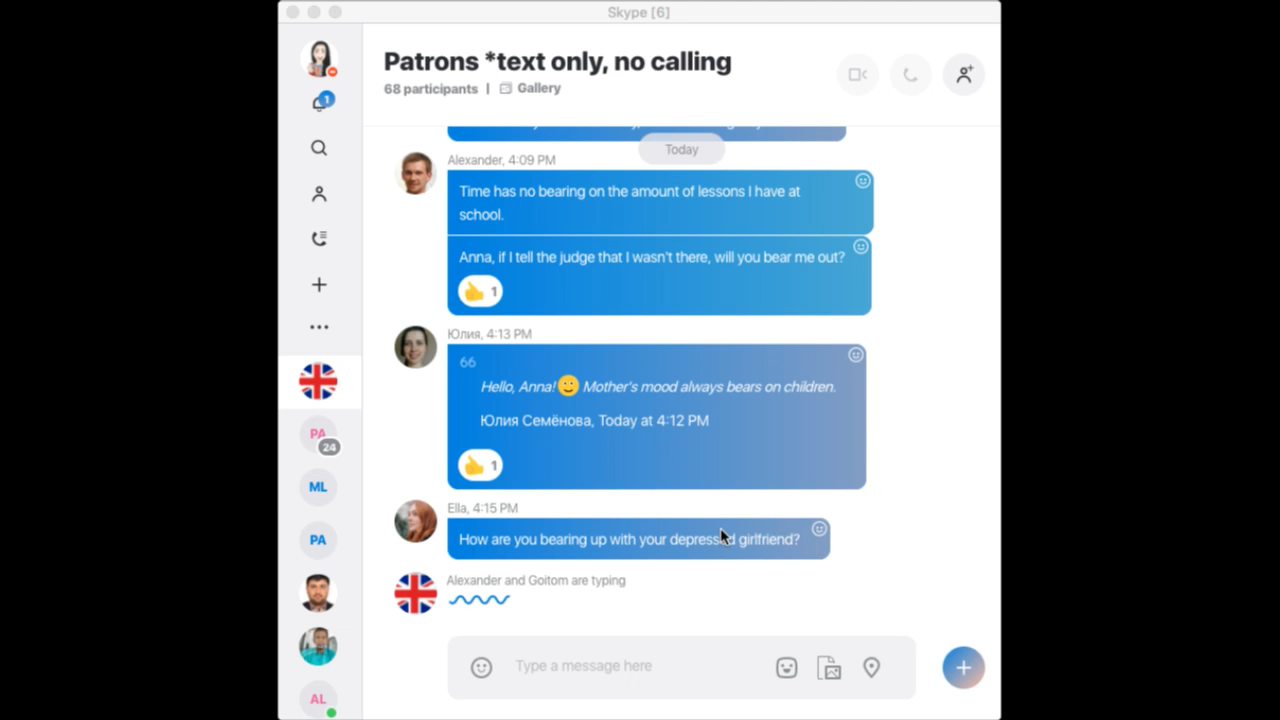 Skype [6]
Patrons *text only, no calling
68 participants | Gallery
1
Today
Alexander, 4:09 PM
Time has no bearing on the amount of lessons I have at
school.
Anna, if I tell the judge that I wasn't there, will you bear me out?
1
Юлия, 4:13 PM
66
Hello, Anna! Mother's mood always bears on children.
Юлия Семёнова, Today at 4:12 PM
PA
24
1
ML
Ella, 4:15 PM
How are you bearing up with your depressed girlfriend?
PA
Alexander and Goitom are typing
Type a message here
AL